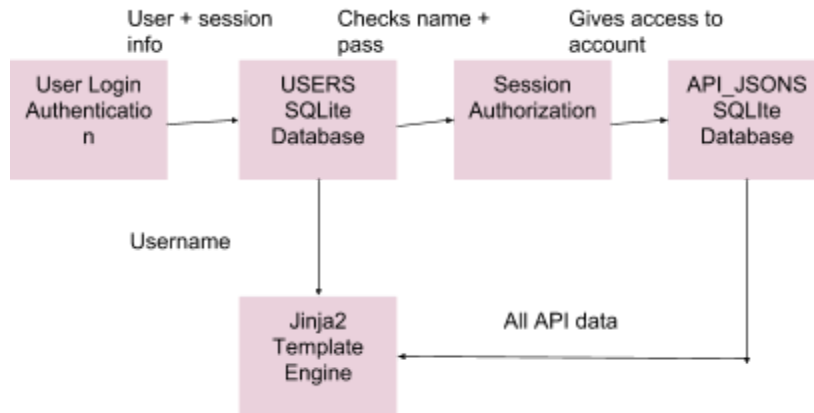 User + session
info
Checks name +
pass
Gives access to
account
User Login
Authenticatio
n
USERS
SQLite
Database
Session
Authorization
API_JSONS
SQLIte
Database
Username
Jinja2
Template
Engine
All API data